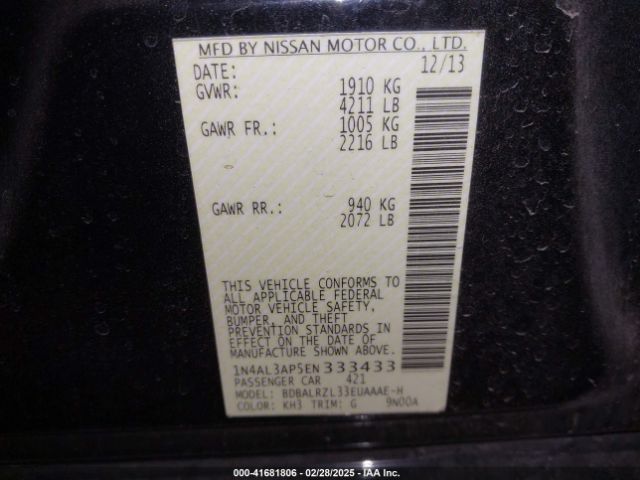 MFD BY NISSAN MOTOR CO., LTD.
DATE: 12/13
GVWR: 1910 KG
4211 LB
GAWR FR.: 1005 KG
2216 LB
GAWR RR.: 940 KG
2072 LB
THIS VEHICLE CONFORMS TO
ALL APPLICABLE FEDERAL
MOTOR VEHICLE SAFETY,
BUMPER, AND THEFT
PREVENTION STANDARDS IN
EFFECT ON THE DATE OF
MANUFACTURE SHOWN ABOVE.
1N4AL3AP5EN333433
PASSENGER CAR 421
MODEL: BDBALRZL33EUAAAE-H
COLOR: KH3 TRIM: G 9N00A
000-41681806 - 02/28/2025 - IAA Inc.